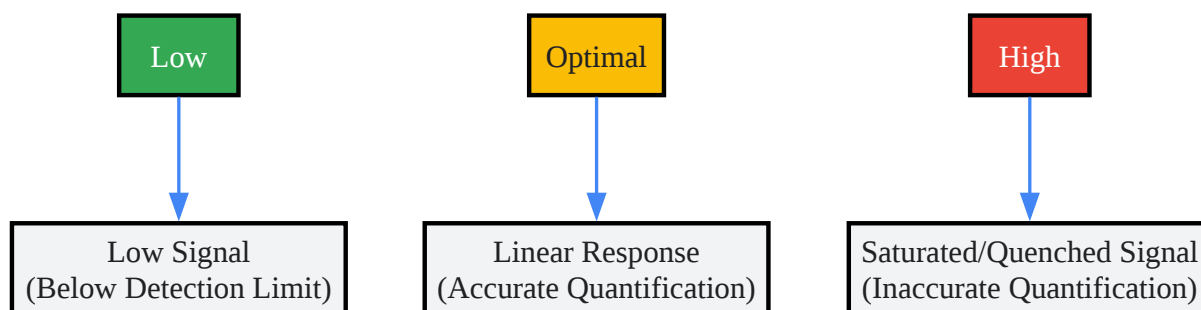 Low
Optimal
High
Low Signal
(Below Detection Limit)
Linear Response
(Accurate Quantification)
Saturated/Quenched Signal
(Inaccurate Quantification)